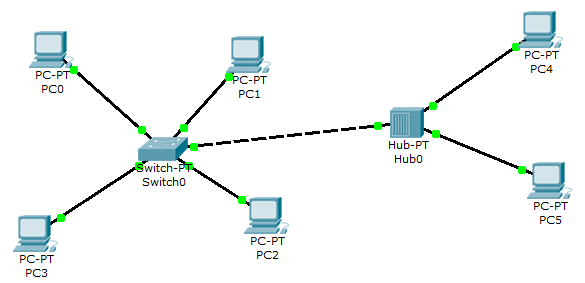 PC-PT
PC0
PC-PT
PC1
PC-PT
PC4
Hub-PT
Hub0
Switch-PT
Switch0
PC-PT
PC5
PC-PT
PC2
PC-PT
PC3